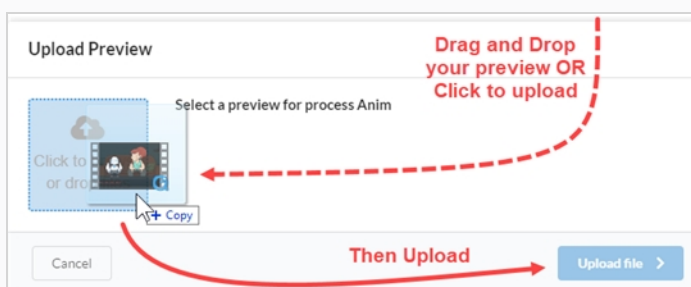 Upload Preview
Drag and Drop
your preview OR
Click to upload
Select a preview for process Anim
Click to
or dro
+ Copy
Then Upload
Cancel
Upload file >